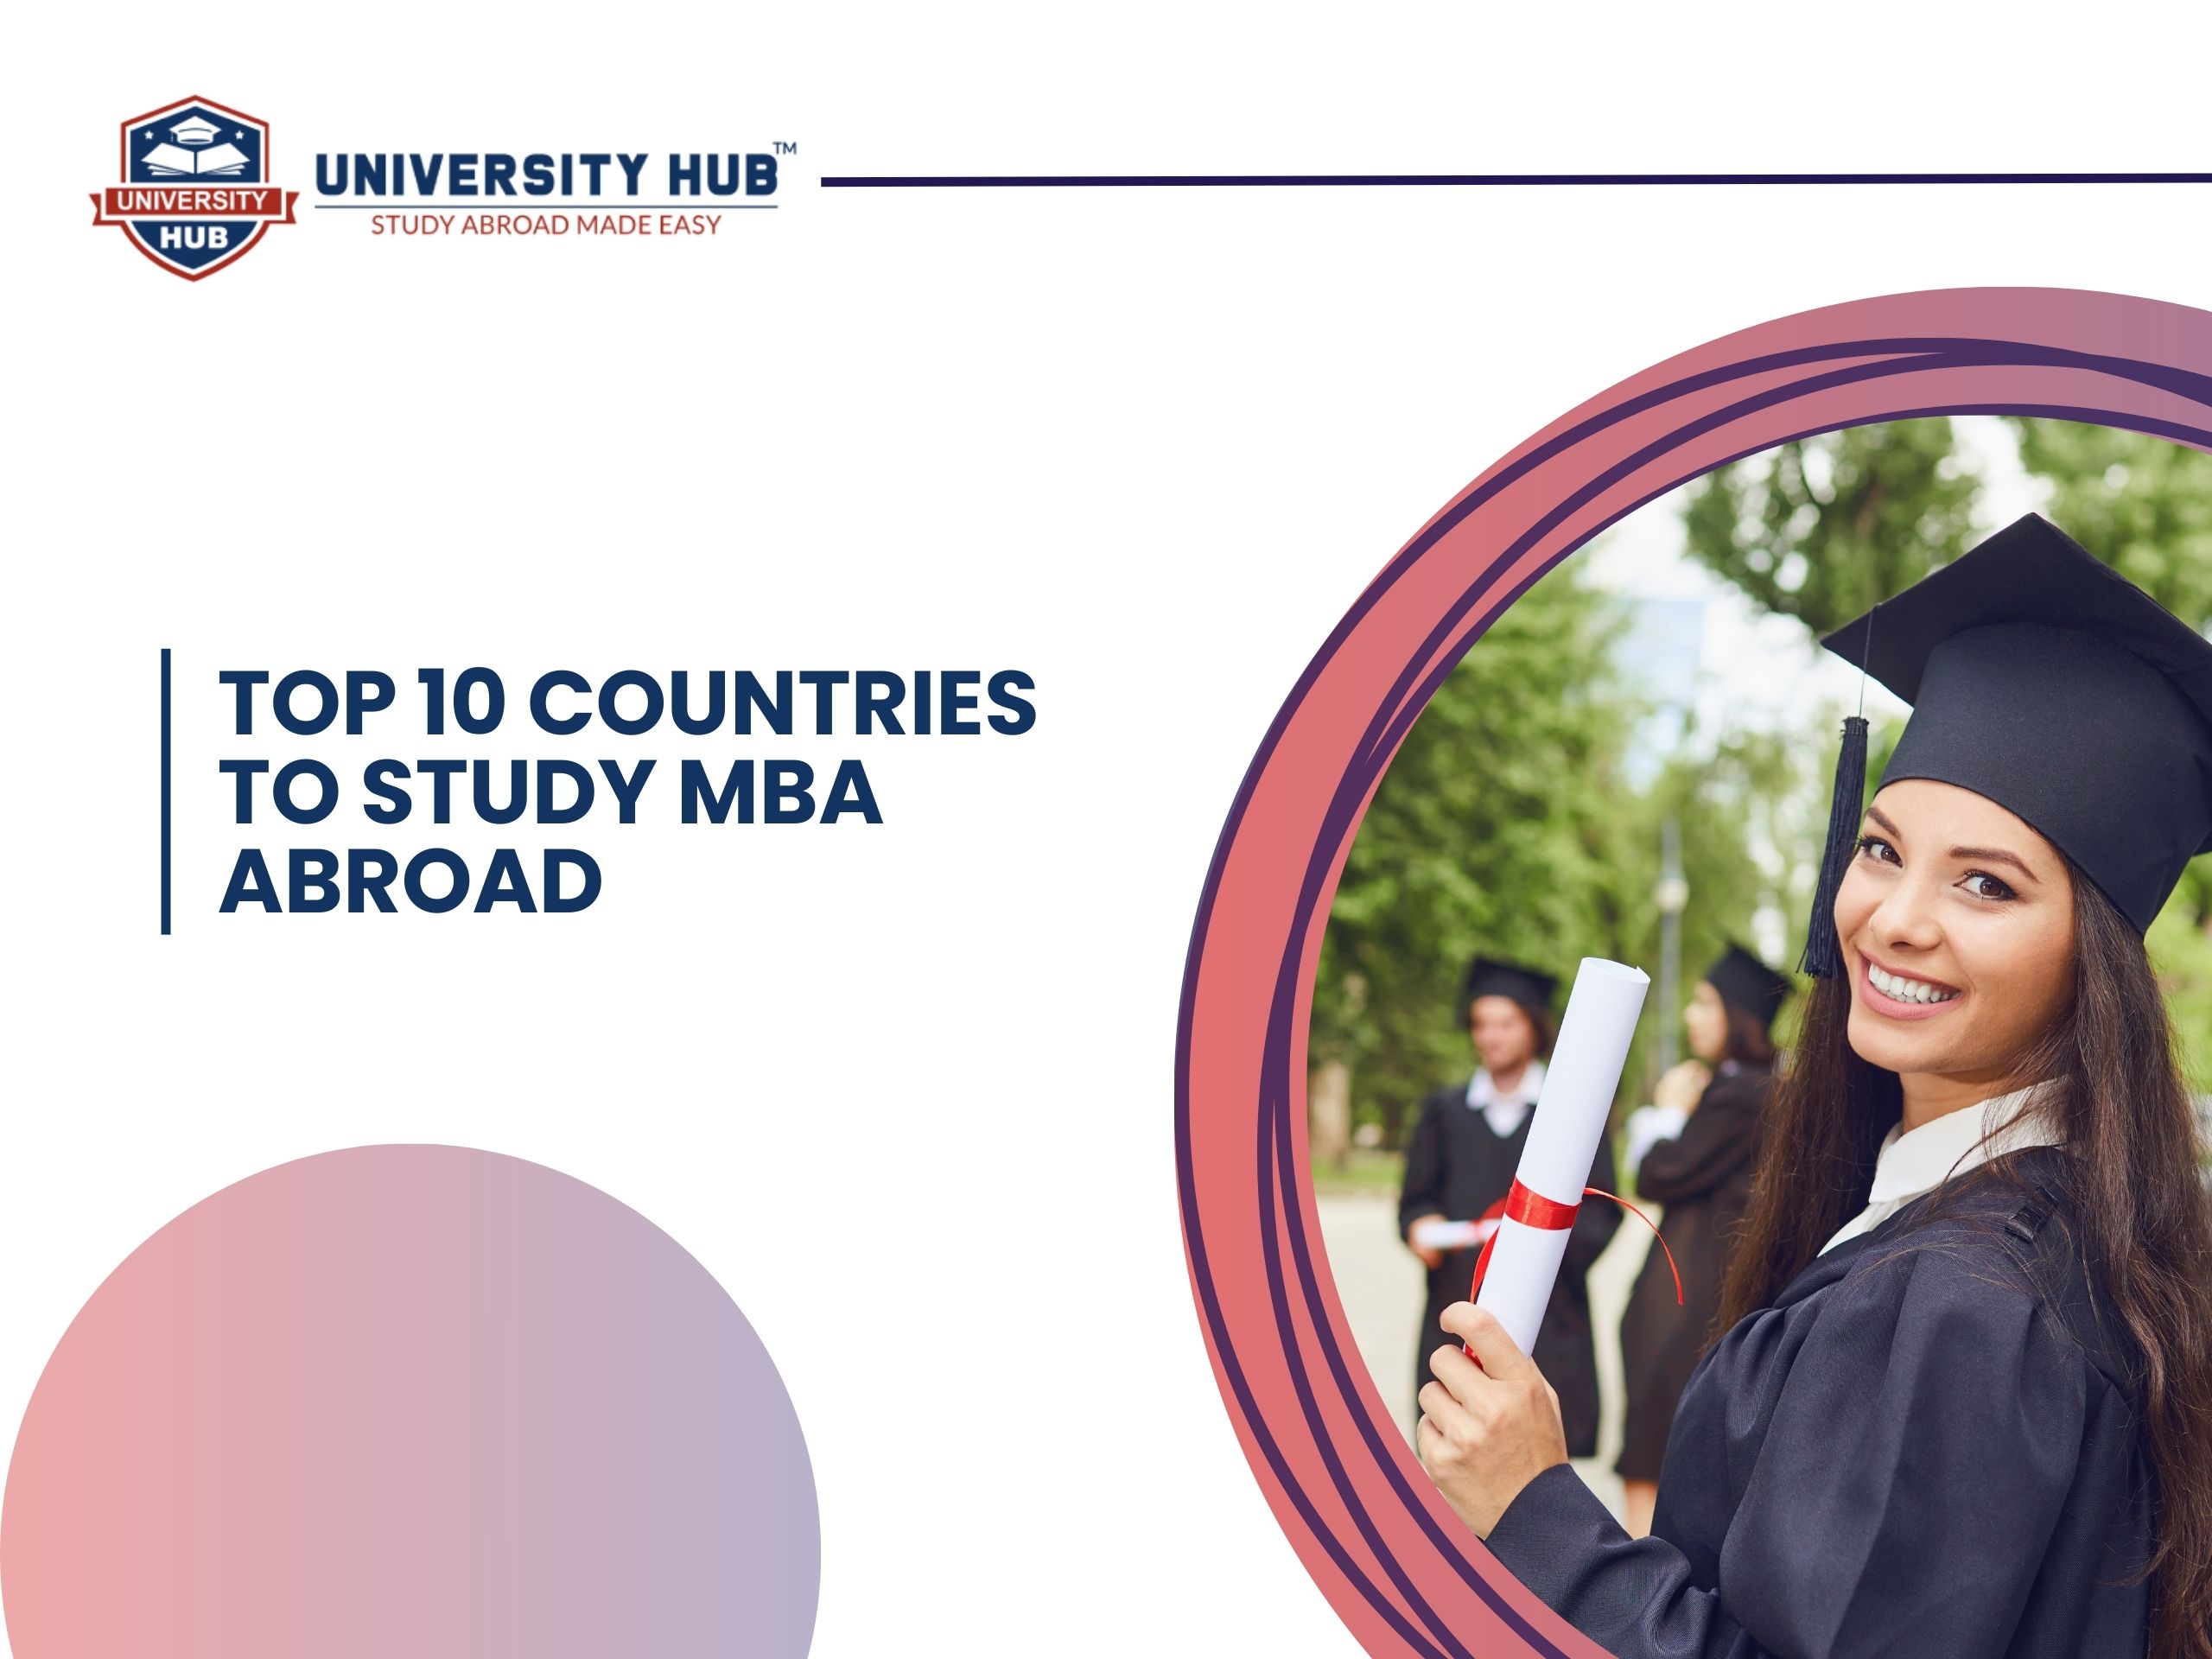 UNIVERSITY
HUB
UNIVERSITY HUB™
STUDY ABROAD MADE EASY
TOP 10 COUNTRIES
TO STUDY MBA
ABROAD